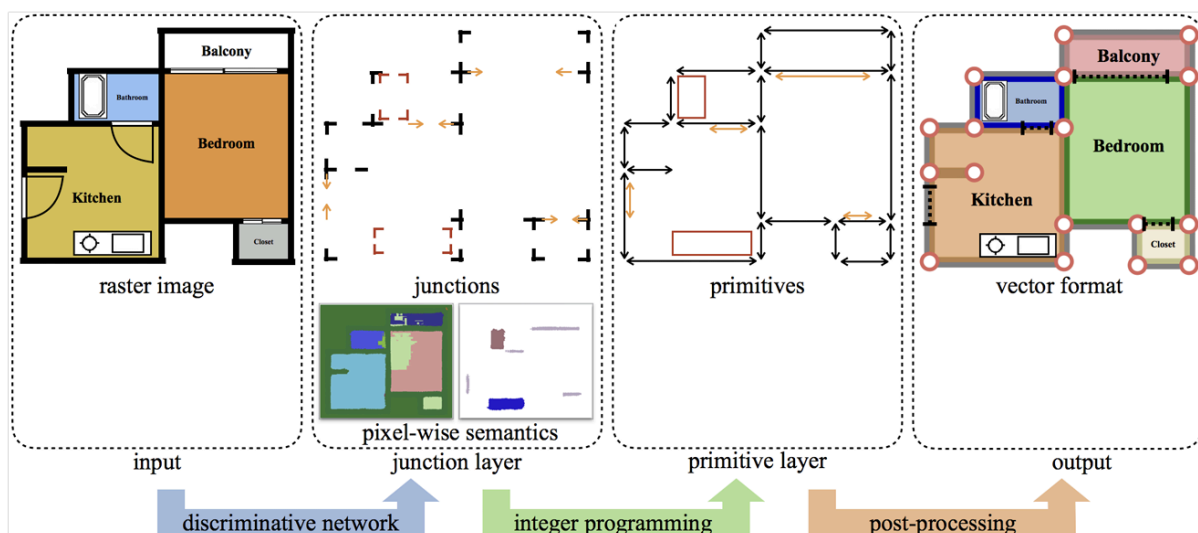 Balcony
Bathroom
Bedroom
Kitchen
Closet
raster image
junctions
primitives
Balcony
Bathroom
Bedroom
Kitchen
Closet
vector format
pixel-wise semantics
input
junction layer
primitive layer
output
discriminative network
integer programming
post-processing